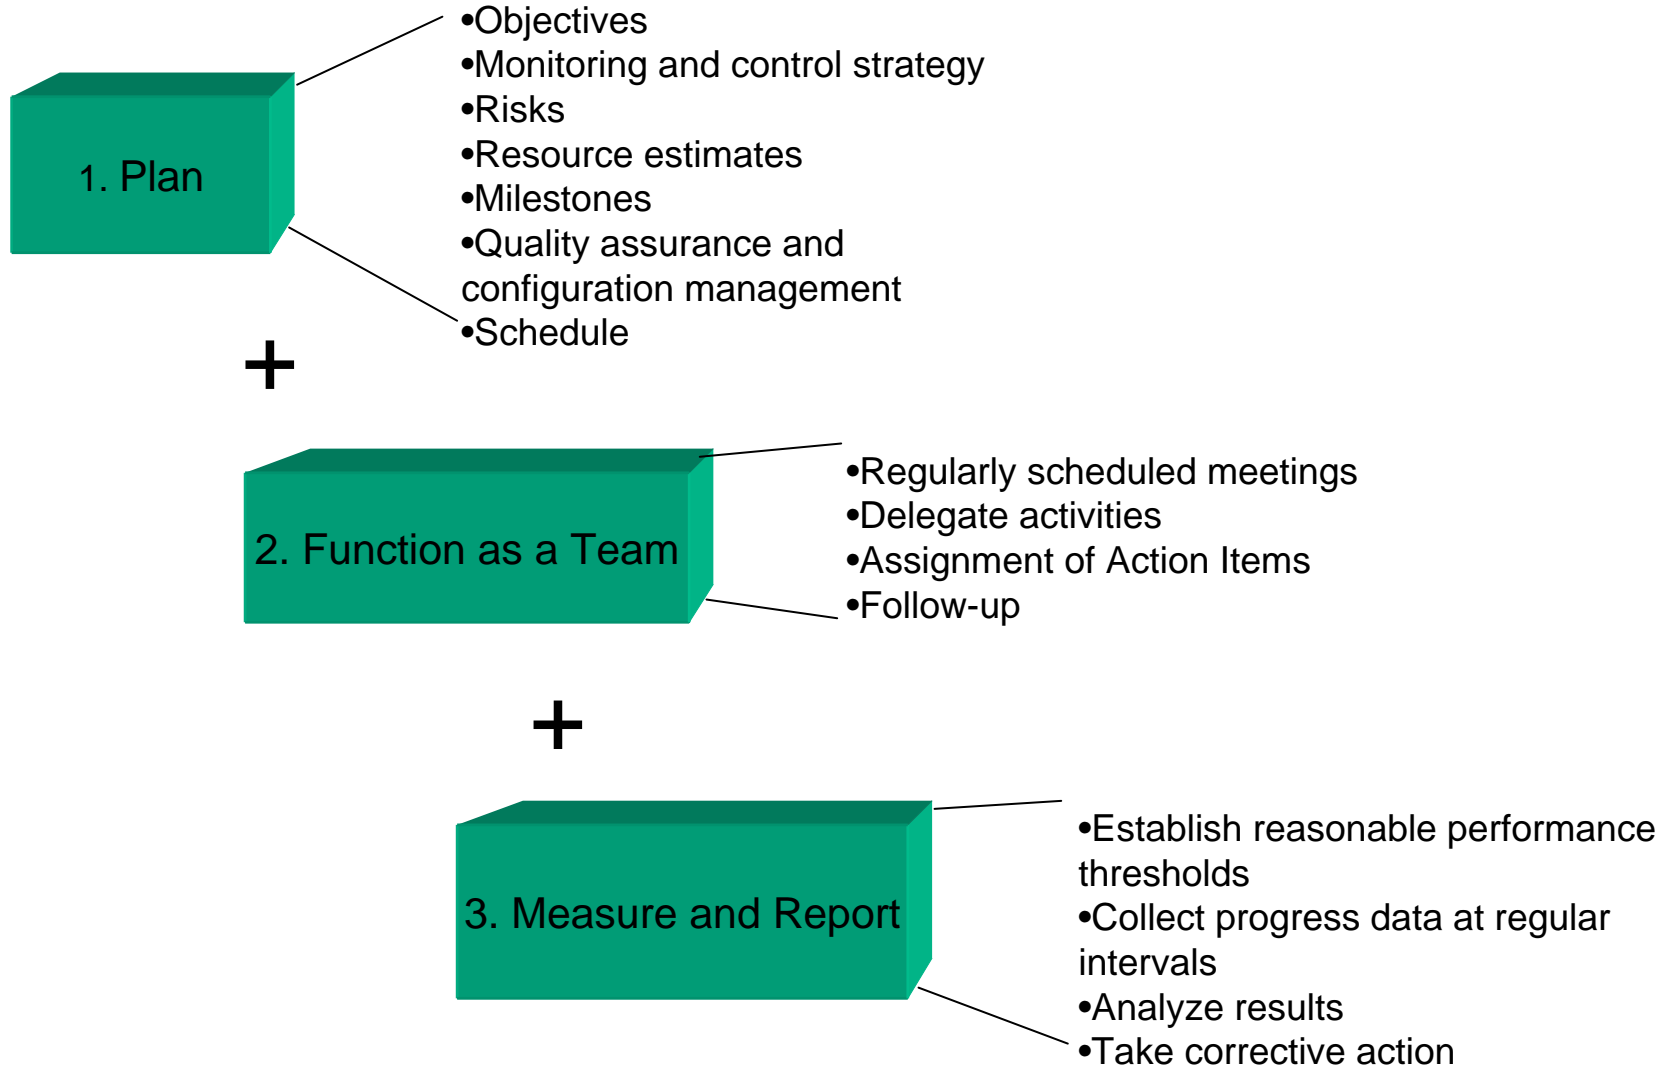 •Objectives
•Monitoring and control strategy
•Risks
•Resource estimates
•Milestones
•Quality assurance and
configuration management
•Schedule
1. Plan
+
•Regularly scheduled meetings
•Delegate activities
•Assignment of Action Items
•Follow-up
2. Function as a Team
+
•Establish reasonable performance
thresholds
•Collect progress data at regular
intervals
•Analyze results
•Take corrective action
3. Measure and Report